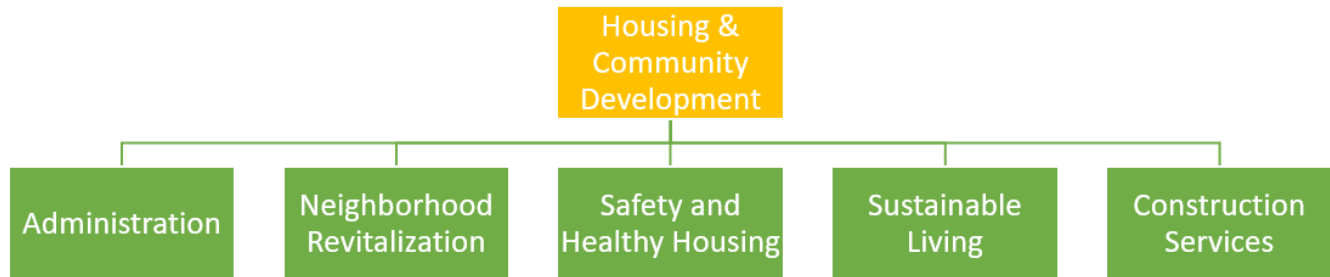 Housing &
Community
Development
Administration
Neighborhood
Revitalization
Safety and
Healthy Housing
Sustainable
Living
Construction
Services